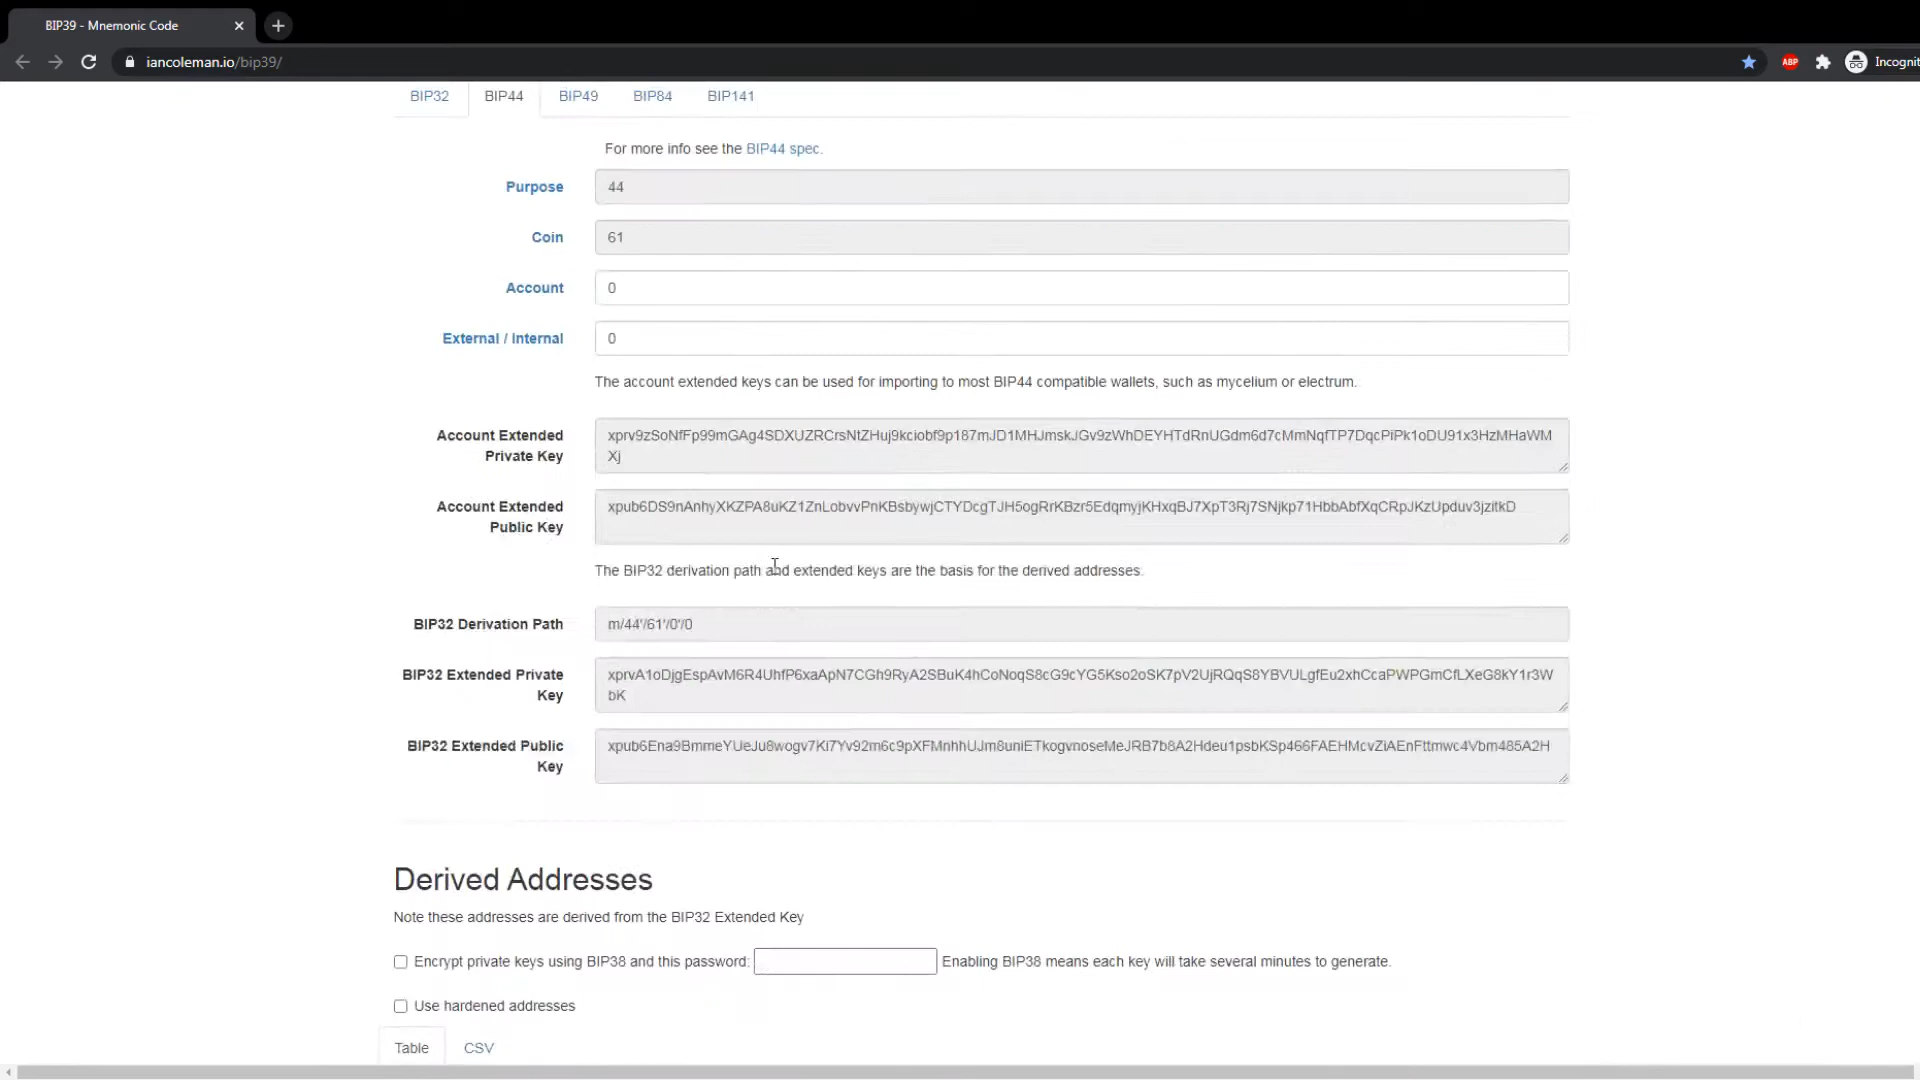 BIP39 - Mnemonic Code
iancoleman.io/bip39/
ABP
Incognit
BIP32 BIP44 BIP49 BIP84 BIP141
For more info see the BIP44 spec.
Purpose 44
Coin 61
Account 0
External / Internal 0
The account extended keys can be used for importing to most BIP44 compatible wallets, such as mycelium or electrum.
Account Extended
Private Key
Account Extended
Public Key
The BIP32 derivation path and extended keys are the basis for the derived addresses.
BIP32 Derivation Path m/44'/61'/0'/0
BIP32 Extended Private
Key
BIP32 Extended Public
Key
Derived Addresses
Note these addresses are derived from the BIP32 Extended Key
Encrypt private keys using BIP38 and this password: Enabling BIP38 means each key will take several minutes to generate.
Use hardened addresses
Table CSV